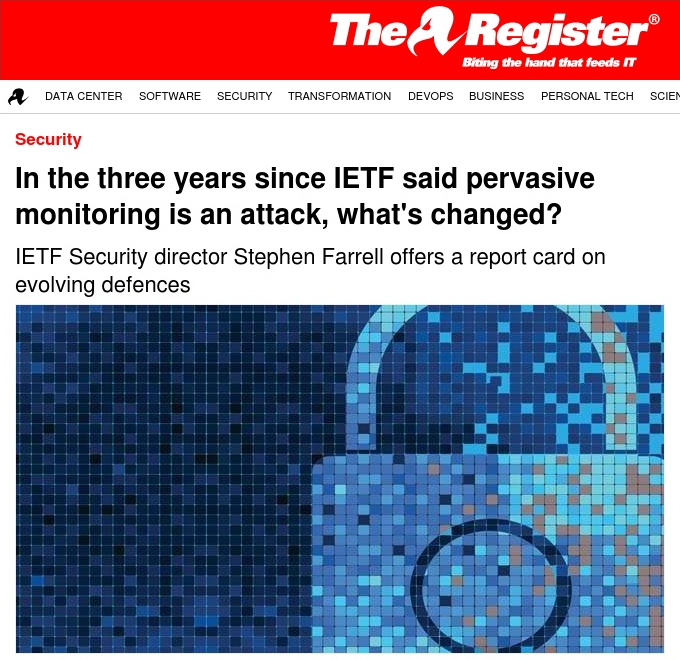 The Register®
Biting the hand that feeds IT
DATA CENTER SOFTWARE SECURITY TRANSFORMATION DEVOPS BUSINESS PERSONAL TECH SCIEN
Security
In the three years since IETF said pervasive
monitoring is an attack, what's changed?
IETF Security director Stephen Farrell offers a report card on
evolving defences